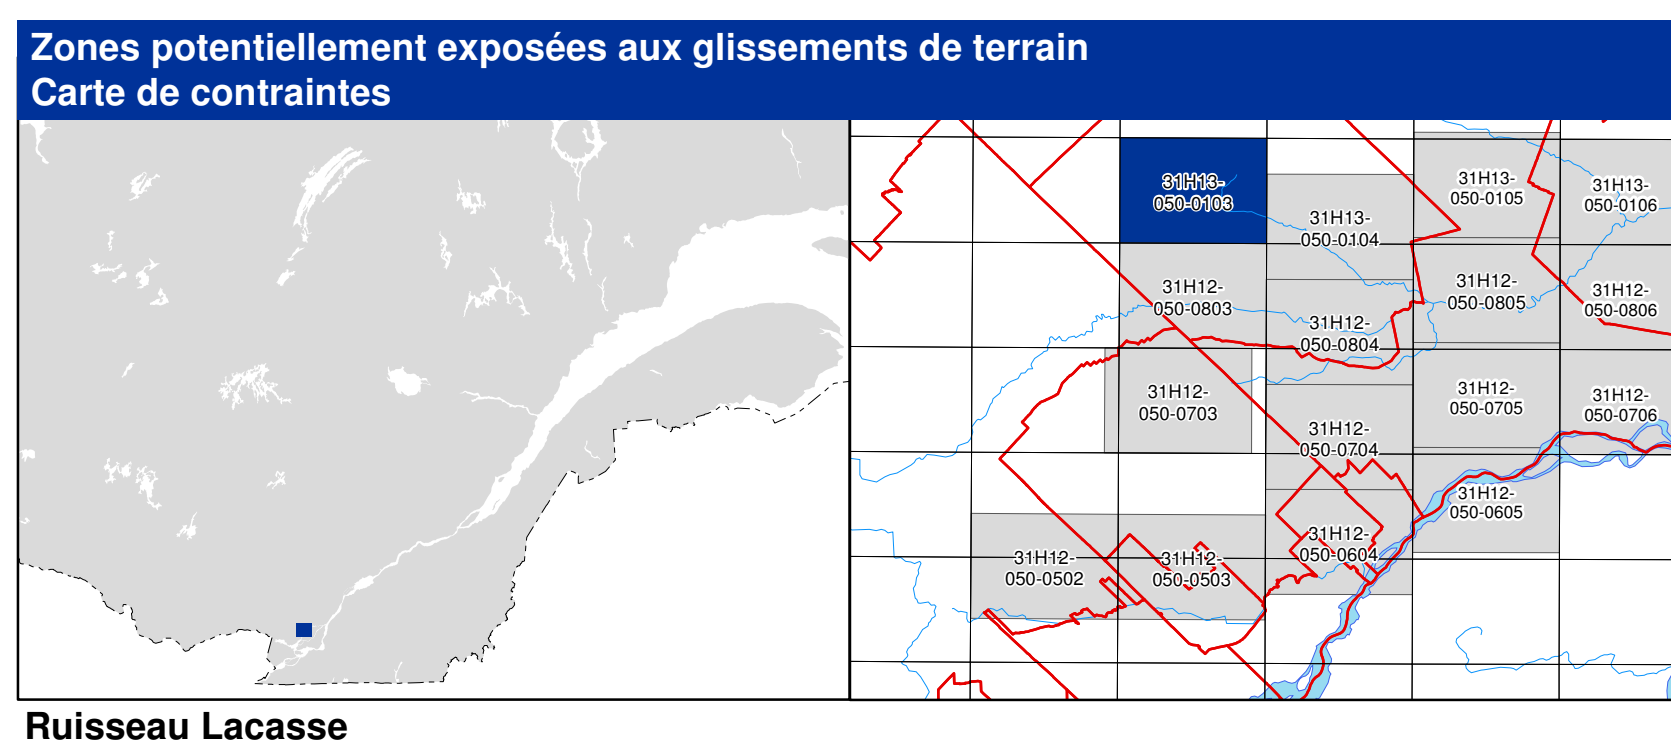 Zones potentiellement exposées aux glissements de terrain
Carte de contraintes
31H13-
050-0103
31H13-
050-0104
31H13-
050-0105
31H13-
050-0106
31H12-
050-0803
31H12-
050-0804
31H12-
050-0805
31H12-
050-0806
31H12-
050-0703
31H12-
050-0704
31H12-
050-0705
31H12-
050-0706
31H12-
050-0502
31H12-
050-0503
31H12-
050-0604
31H12-
050-0605
Ruisseau Lacasse